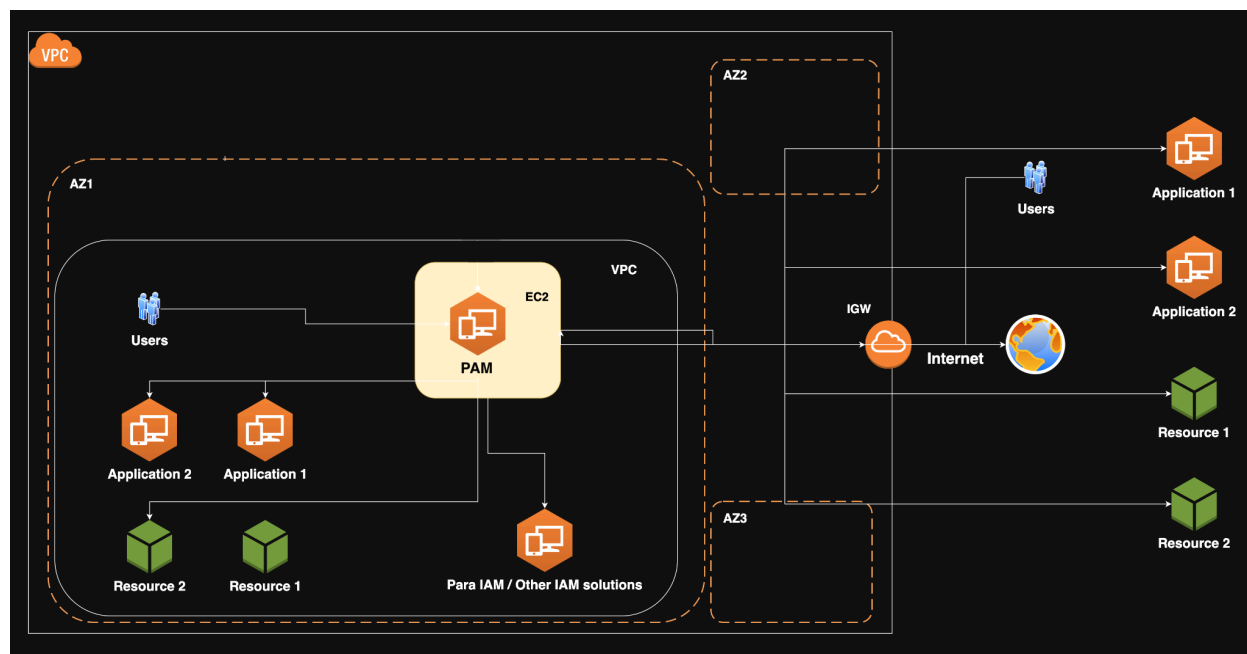 VPC
AZ2
AZ1
Users
Application 1
VPC
EC2
IGW
Application 2
Users
PAM
Internet
Application 2
Application 1
Resource 1
AZ3
Resource 2
Resource 2
Resource 1
Para IAM / Other IAM solutions